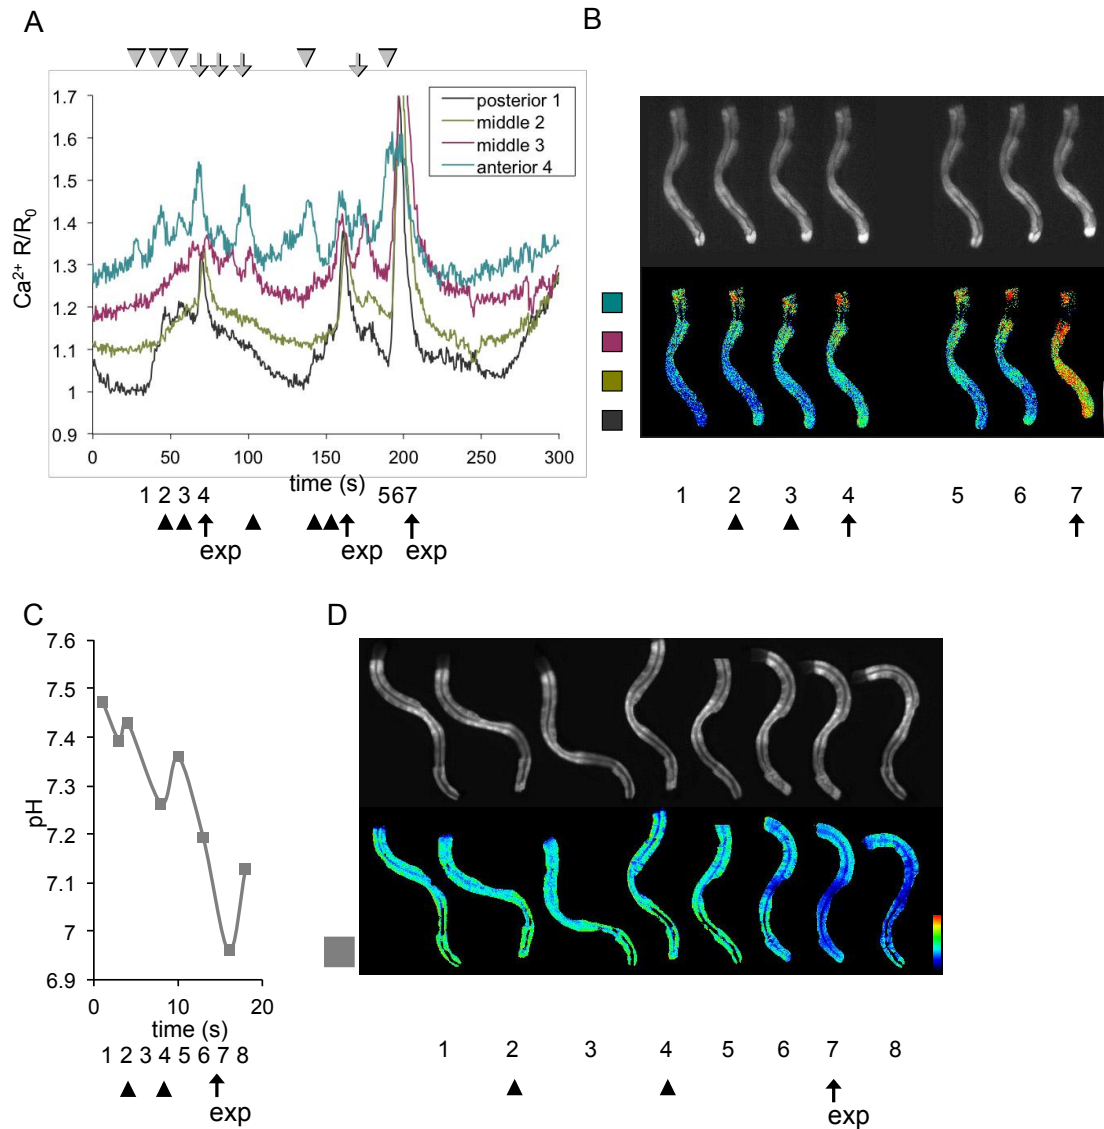 A
B
1.7
1.6
1.5
1.4
1.3
1.2
1.1
1
0.9
Ca²⁺ R/R₀
posterior 1
middle 2
middle 3
anterior 4
0 50 100 150 200 250 300
time (s)
1 2 3 4 567
exp exp exp
1 2 3 4 5 6 7
C
D
7.6
7.5
7.4
7.3
7.2
7.1
7
6.9
pH
0 10 20
time (s)
1 2 3 4 5 6 7 8
exp
1 2 3 4 5 6 7 8
exp